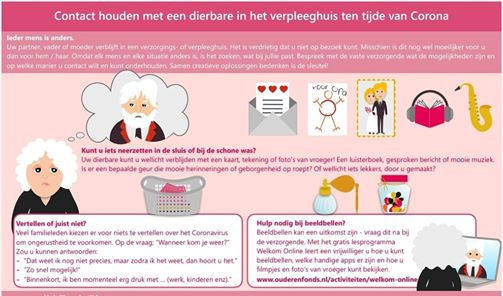 Contact houden met een dierbare in het verpleeghuis ten tijde van Corona
Ieder mens is anders.
Uw partner, vader of moeder verblijft in een verzorgings- of verpleeghuis. Het is verdrietig dat u niet op bezoek kunt. Misschien is dit nog wel moeilijker voor u
dan voor hem / haar. Omdat elk mens en elke situatie anders is, is het zoeken, wat bij jullie past. Bespreek met de vaste verzorgende wat de mogelijkheden zijn en
op welke manier u contact wilt en kunt onderhouden. Samen creatieve oplossingen bedenken is de sleutel!
voor
oma
Kunt u iets neerzetten in de sluis of bij de schone was?
Uw dierbare kunt u wellicht verblijden met een kaart, tekening of foto's van vroeger! Een luisterboek, gesproken bericht of mooie muziek.
Is er een bepaalde geur die mooie herinneringen of geborgenheid op roept? Of wellicht iets lekkers, door u gemaakt?
Vertellen of juist niet?
Veel familieleden kiezen er voor niets te vertellen over het Coronavirus
om ongerustheid te voorkomen. Op de vraag: "Wanneer kom je weer?"
Zou u kunnen antwoorden:
- "Dat weet ik nog niet precies, maar zodra ik het weet, dan hoort u het."
- "Zo snel mogelijk!"
- "Binnenkort, ik ben momenteel erg druk met ... (werk, kinderen enz)."
Hulp nodig bij beeldbellen?
Beeldbellen kan een uitkomst zijn - vraag dit na bij
de verzorgende. Met het gratis lesprogramma
Welkom Online leert een vrijwilliger u hoe u kunt
beeldbellen, welke handige apps er zijn en hoe u
filmpjes en foto's van vroeger kunt bekijken.
www.ouderenfonds.nl/activiteiten/welkom-online